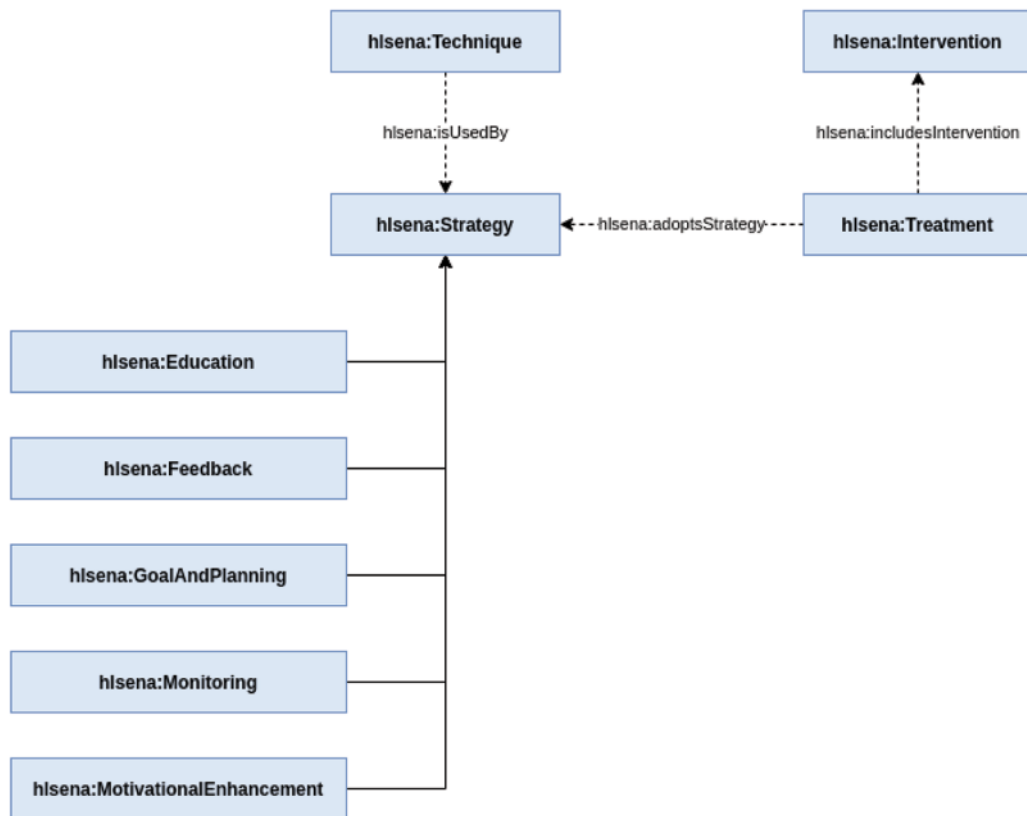 hlsena:Technique
hlsena:Intervention
hlsena:isUsedBy
hlsena:includesIntervention
hlsena:Strategy
hlsena:adoptsStrategy
hlsena:Treatment
hlsena:Education
hlsena:Feedback
hlsena:GoalAndPlanning
hlsena:Monitoring
hlsena:MotivationalEnhancement